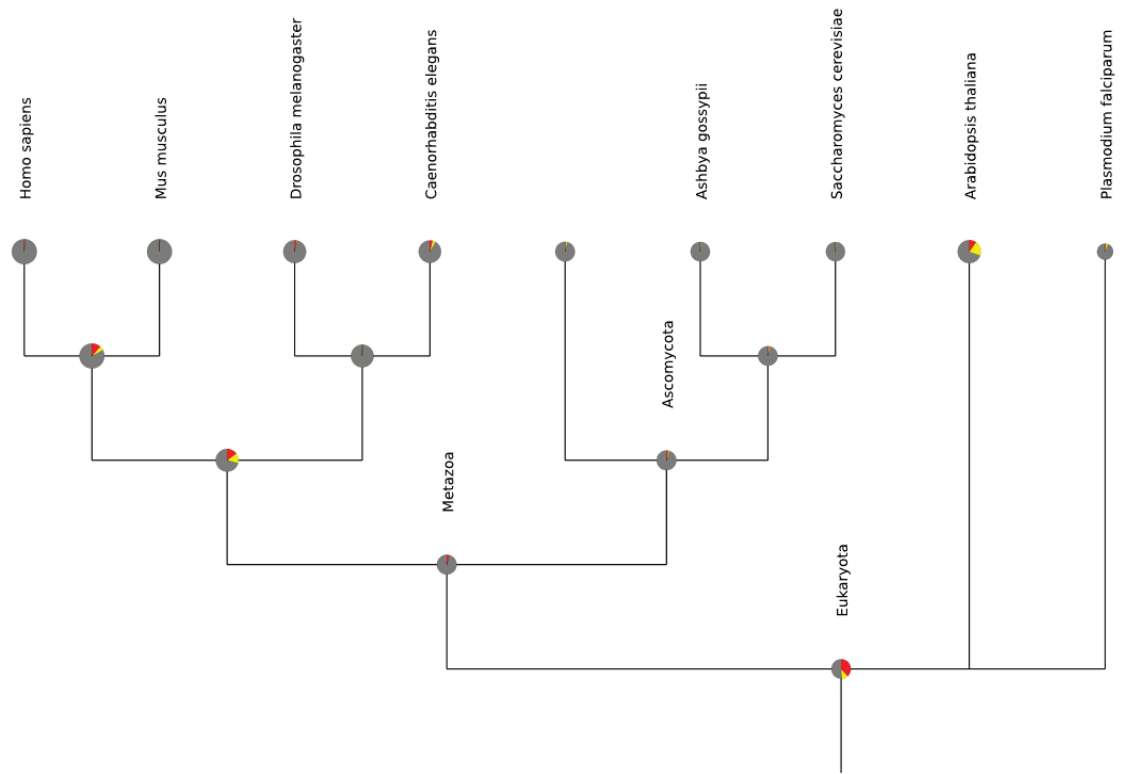 Homo sapiens
Mus musculus
Drosophila melanogaster
Caenorhabditis elegans
Ashbya gossypii
Saccharomyces cerevisiae
Arabidopsis thaliana
Plasmodium falciparum
Ascomycota
Metazoa
Eukaryota